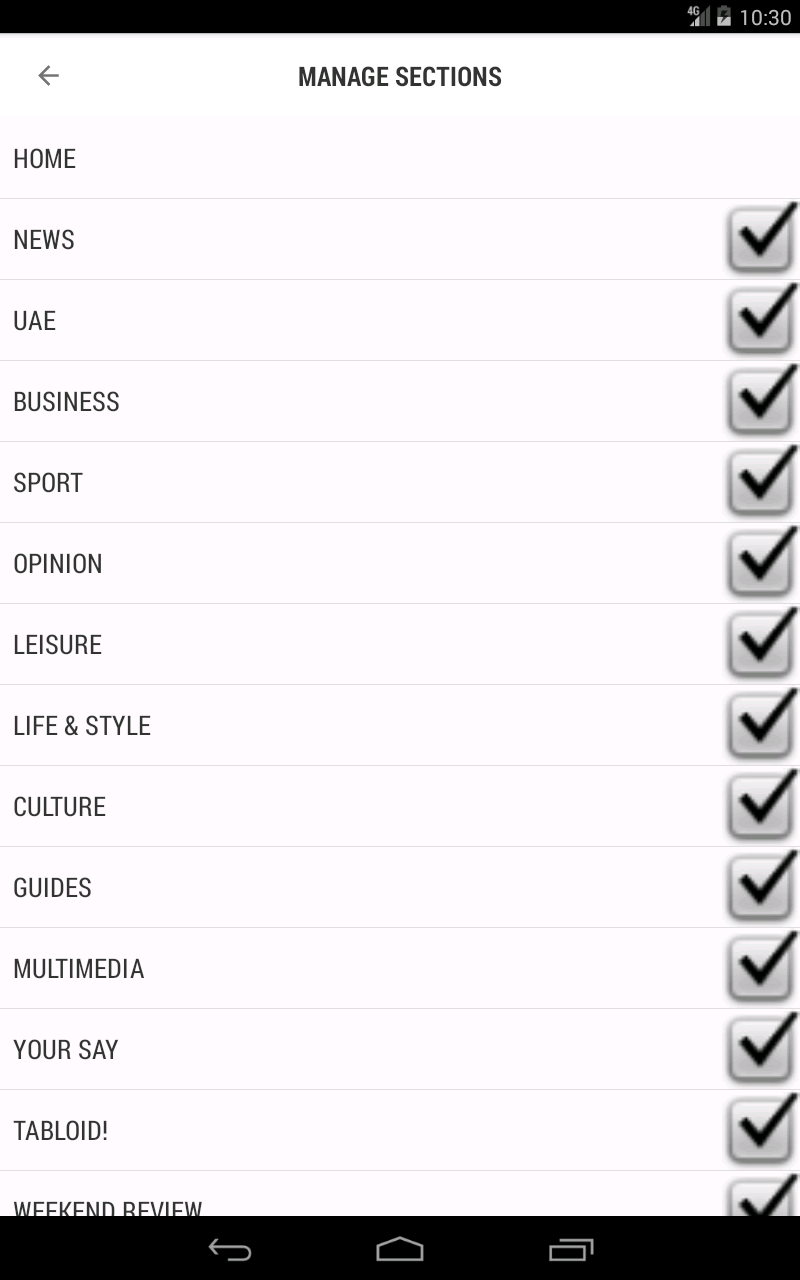 4G 10:30
MANAGE SECTIONS
HOME
NEWS
UAE
BUSINESS
SPORT
OPINION
LEISURE
LIFE & STYLE
CULTURE
GUIDES
MULTIMEDIA
YOUR SAY
TABLOID!
WEEKEND REVIEW